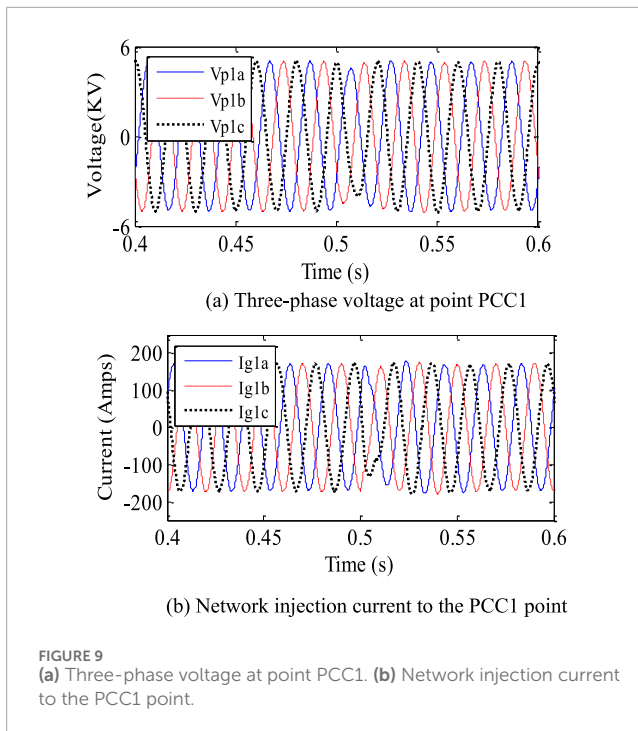 6
Vp1a
Vp1b
Vp1c
0
-6
Voltage(KV)
0.4 0.45 0.5 0.55 0.6
Time (s)
(a) Three-phase voltage at point PCC1
200
Ig1a
100
Ig1b
0
Ig1c
-100
-200
Current (Amps)
0.4 0.45 0.5 0.55 0.6
Time (s)
(b) Network injection current to the PCC1 point
FIGURE 9
(a) Three-phase voltage at point PCC1. (b) Network injection current
to the PCC1 point.